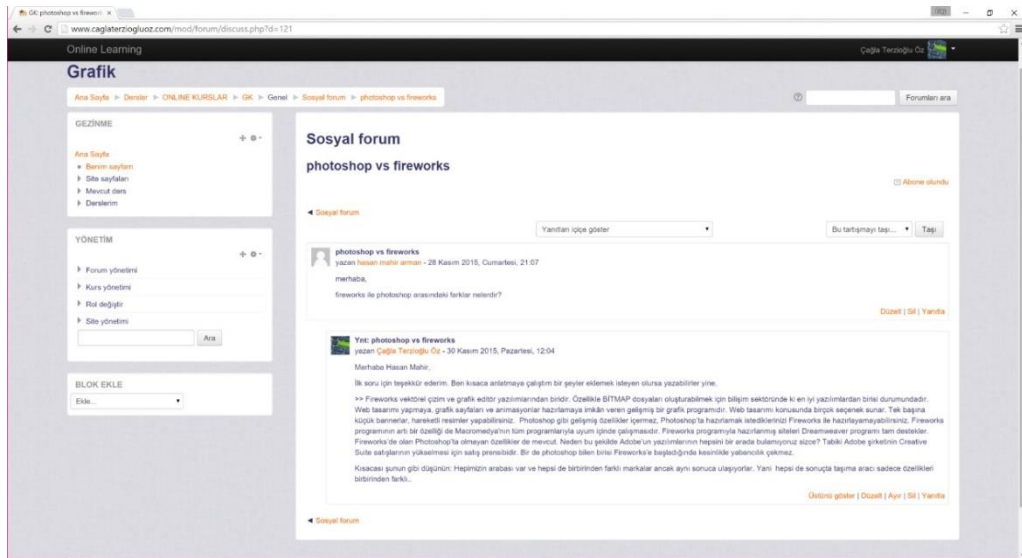 GK: photoshop vs firewor
www.caglaterziogluoz.com/mod/forum/discuss.php?d=121
Online Learning
Çağla Terzioğlu Öz
Grafik
Ana Sayfa ► Dersler ► ONLINE KURSLAR ► GK ► Genel ► Sosyal forum ► photoshop vs fireworks
Forumları ara
GEZİNME
Ana Sayfa
Benim sayfam
Site sayfaları
Mevcut ders
Derslerim
YÖNETİM
Forum yönetimi
Kurs yönetimi
Rol değiştir
Site yönetimi
Ara
BLOK EKLE
Ekle...
Sosyal forum
photoshop vs fireworks
Abone olundu
◄ Sosyal forum
Yanıtları içiçe göster
Bu tartışmayı taşı...
Taşı
photoshop vs fireworks
yazan hasan mahir arman - 28 Kasım 2015, Cumartesi, 21:07
merhaba,
fireworks ile photoshop arasındaki farklar nelerdir?
Düzelt | Sil | Yanıtla
Ynt: photoshop vs fireworks
yazan Çağla Terzioğlu Öz - 30 Kasım 2015, Pazartesi, 12:04
Merhaba Hasan Mahir,
İlk soru için teşekkür ederim. Ben kısaca anlatmaya çalıştım bir şeyler eklemek isteyen olursa yazabilirler yine.
>> Fireworks vektörel çizim ve grafik editör yazılımlarından biridir. Özellikle BİTMAP dosyaları oluşturabilmek için bilişim sektöründe ki en iyi yazılımlardan birisi durumundadır.
Web tasarımı yapmaya, grafik sayfaları ve animasyonlar hazırlamaya imkân veren gelişmiş bir grafik programıdır. Web tasarımı konusunda birçok seçenek sunar. Tek başına
küçük bannerlar, hareketli resimler yapabilirsiniz. Photoshop gibi gelişmiş özellikler içermez, Photoshop'ta hazırlamak istediklerinizi Fireworks ile hazırlayamayabilirsiniz. Fireworks
programının artı bir özelliği de Macromedya'nın tüm programlarıyla uyum içinde çalışmasıdır. Fireworks programıyla hazırlanmış siteleri Dreamweaver programı tam destekler.
Fireworks'de olan Photoshop'ta olmayan özellikler de mevcut. Neden bu şekilde Adobe'un yazılımlerının hepsini bir arada bulamıyoruz sizce? Tabiki Adobe şirketinin Creative
Suite satışlarının yükselmesi için satış prensibidir. Bir de photoshop bilen birisi Fireworks'e başladığında kesinlikle yabancılık çekmez.
Kısacası şunun gibi düşünün: Hepimizin arabası var ve hepsi de birbirinden farklı markalar ancak aynı sonuca ulaşıyorlar. Yani hepsi de sonuçta taşıma aracı sadece özellikleri
birbirinden farklı..
Üstünü göster | Düzelt | Ayır | Sil | Yanıtla
◄ Sosyal forum